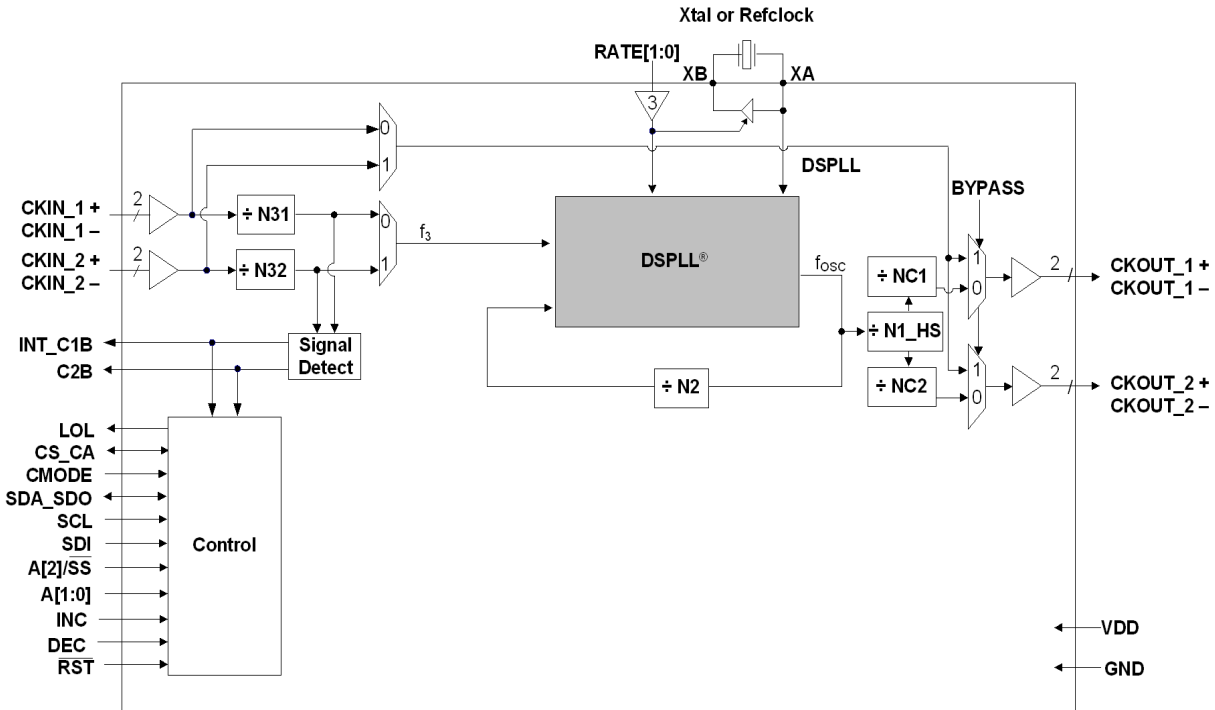 Xtal or Refclock
RATE[1:0]
XB
XA
3
0
1
DSPLL
BYPASS
2
CKIN_1 +
CKIN_1 –
÷ N31
0
f3
DSPLL®
fOSC
÷ NC1
1
0
2
CKOUT_1 +
CKOUT_1 –
2
CKIN_2 +
CKIN_2 –
÷ N32
1
÷ N1_HS
INT_C1B
C2B
Signal
Detect
÷ N2
÷ NC2
1
0
2
CKOUT_2 +
CKOUT_2 –
LOL
CS_CA
CMODE
SDA_SDO
SCL
SDI
A[2]/S̅S̅
A[1:0]
INC
DEC
R̅S̅T̅
Control
VDD
GND